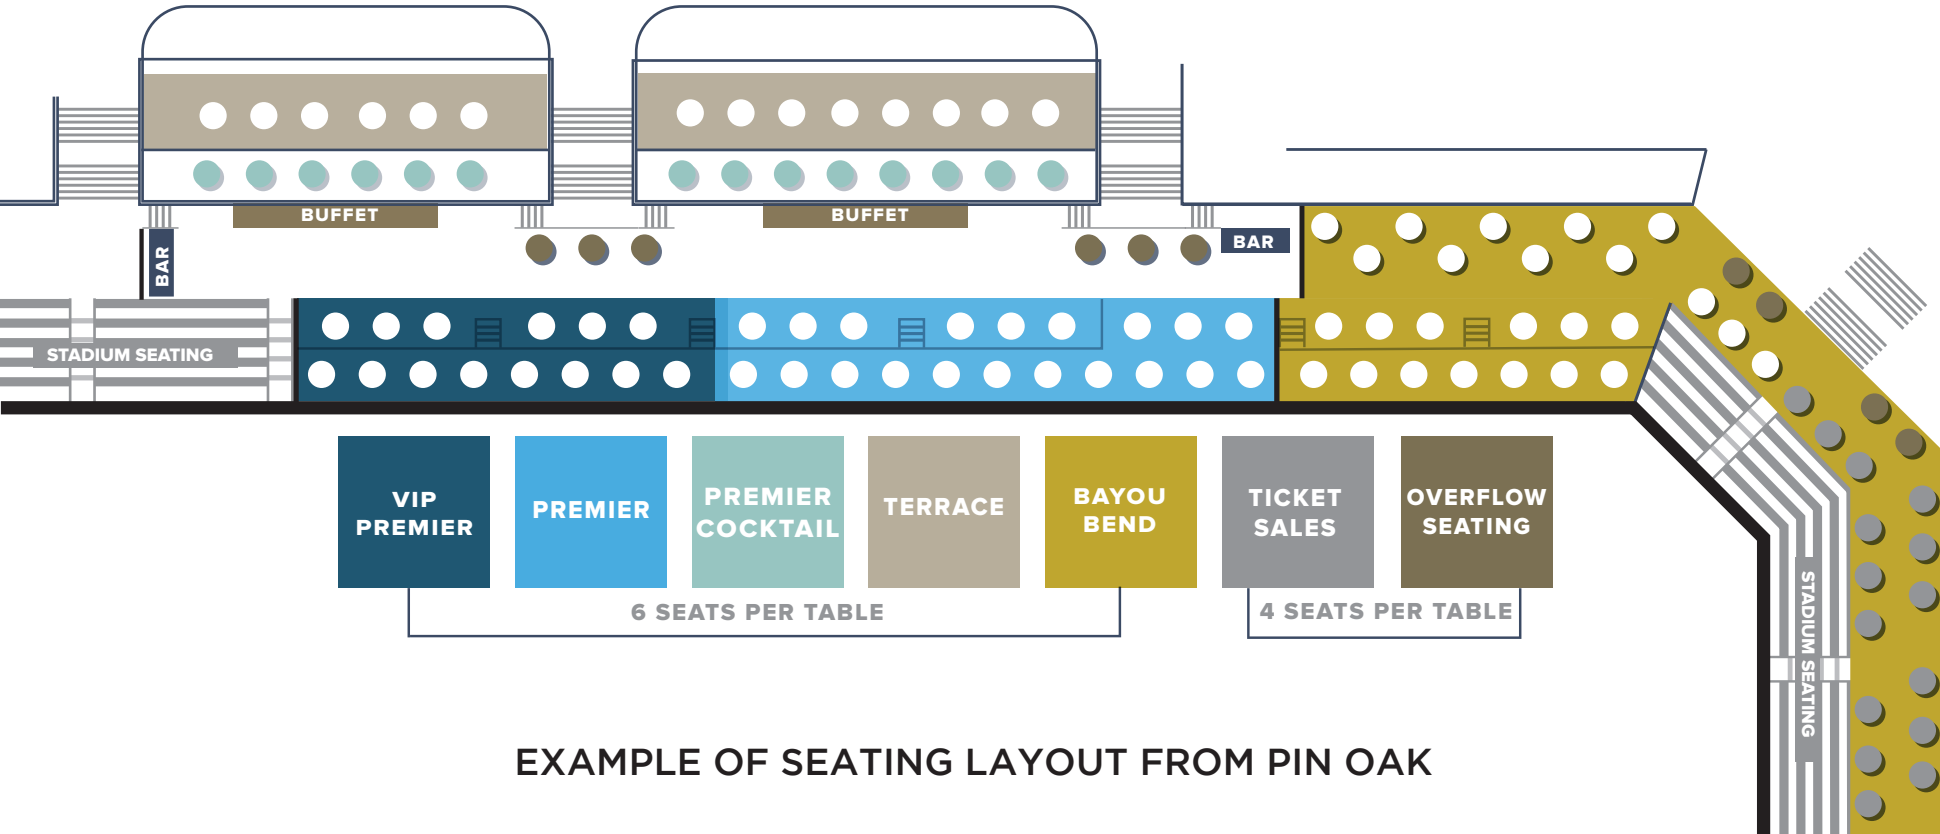 BUFFET
BUFFET
BAR
BAR
STADIUM SEATING
VIP
PREMIER
PREMIER
PREMIER
COCKTAIL
TERRACE
BAYOU
BEND
TICKET
SALES
OVERFLOW
SEATING
6 SEATS PER TABLE
4 SEATS PER TABLE
STADIUM SEATING
EXAMPLE OF SEATING LAYOUT FROM PIN OAK